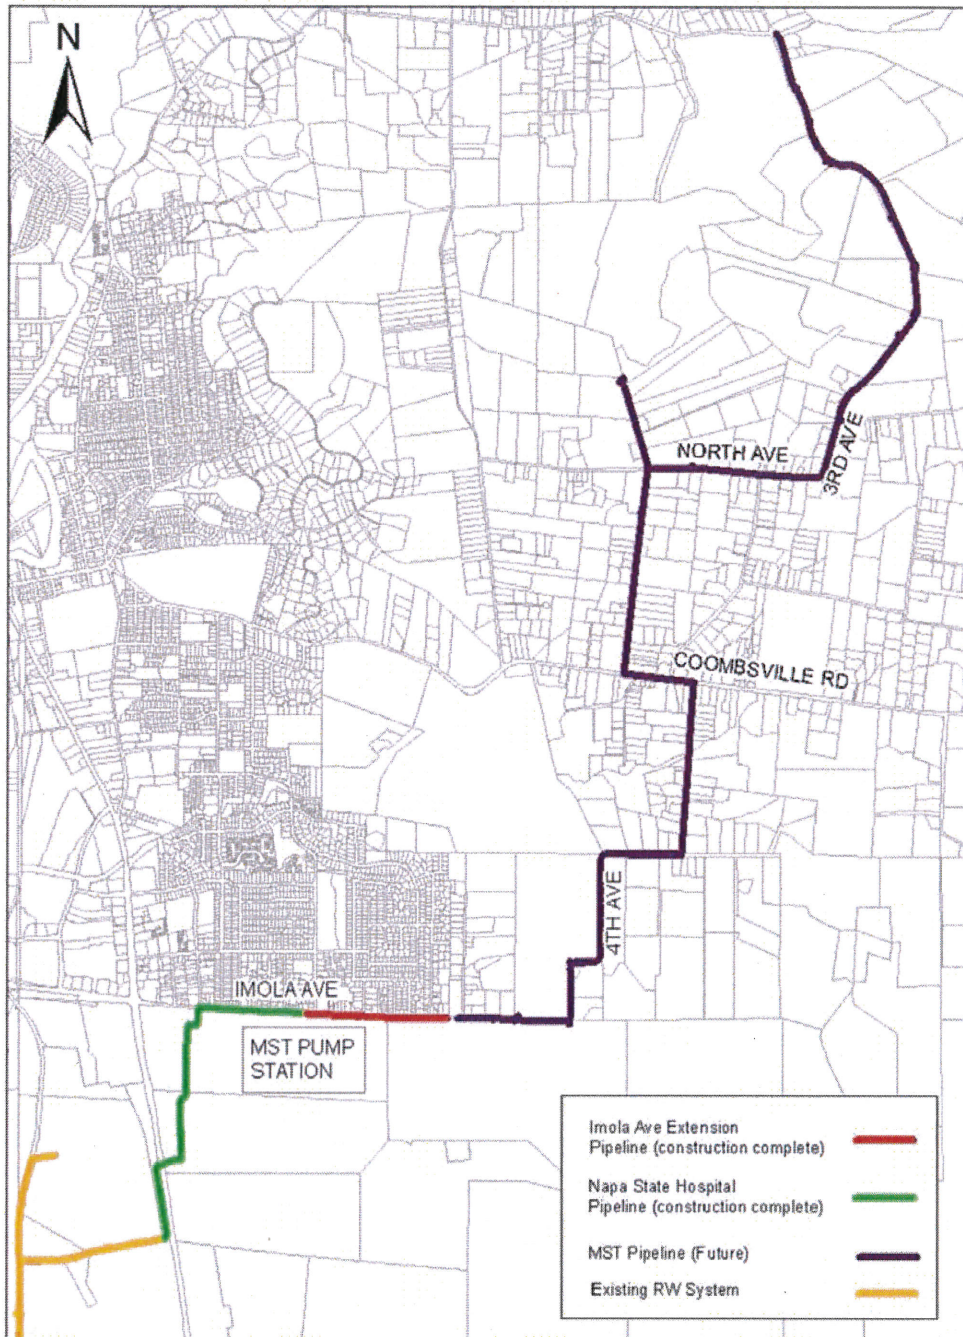 N
NORTH AVE
3RD AVE
COOMBSVILLE RD
4TH AVE
IMOLA AVE
MST PUMP
STATION
Imola Ave Extension
Pipeline (construction complete)
Napa State Hospital
Pipeline (construction complete)
MST Pipeline (Future)
Existing RW System